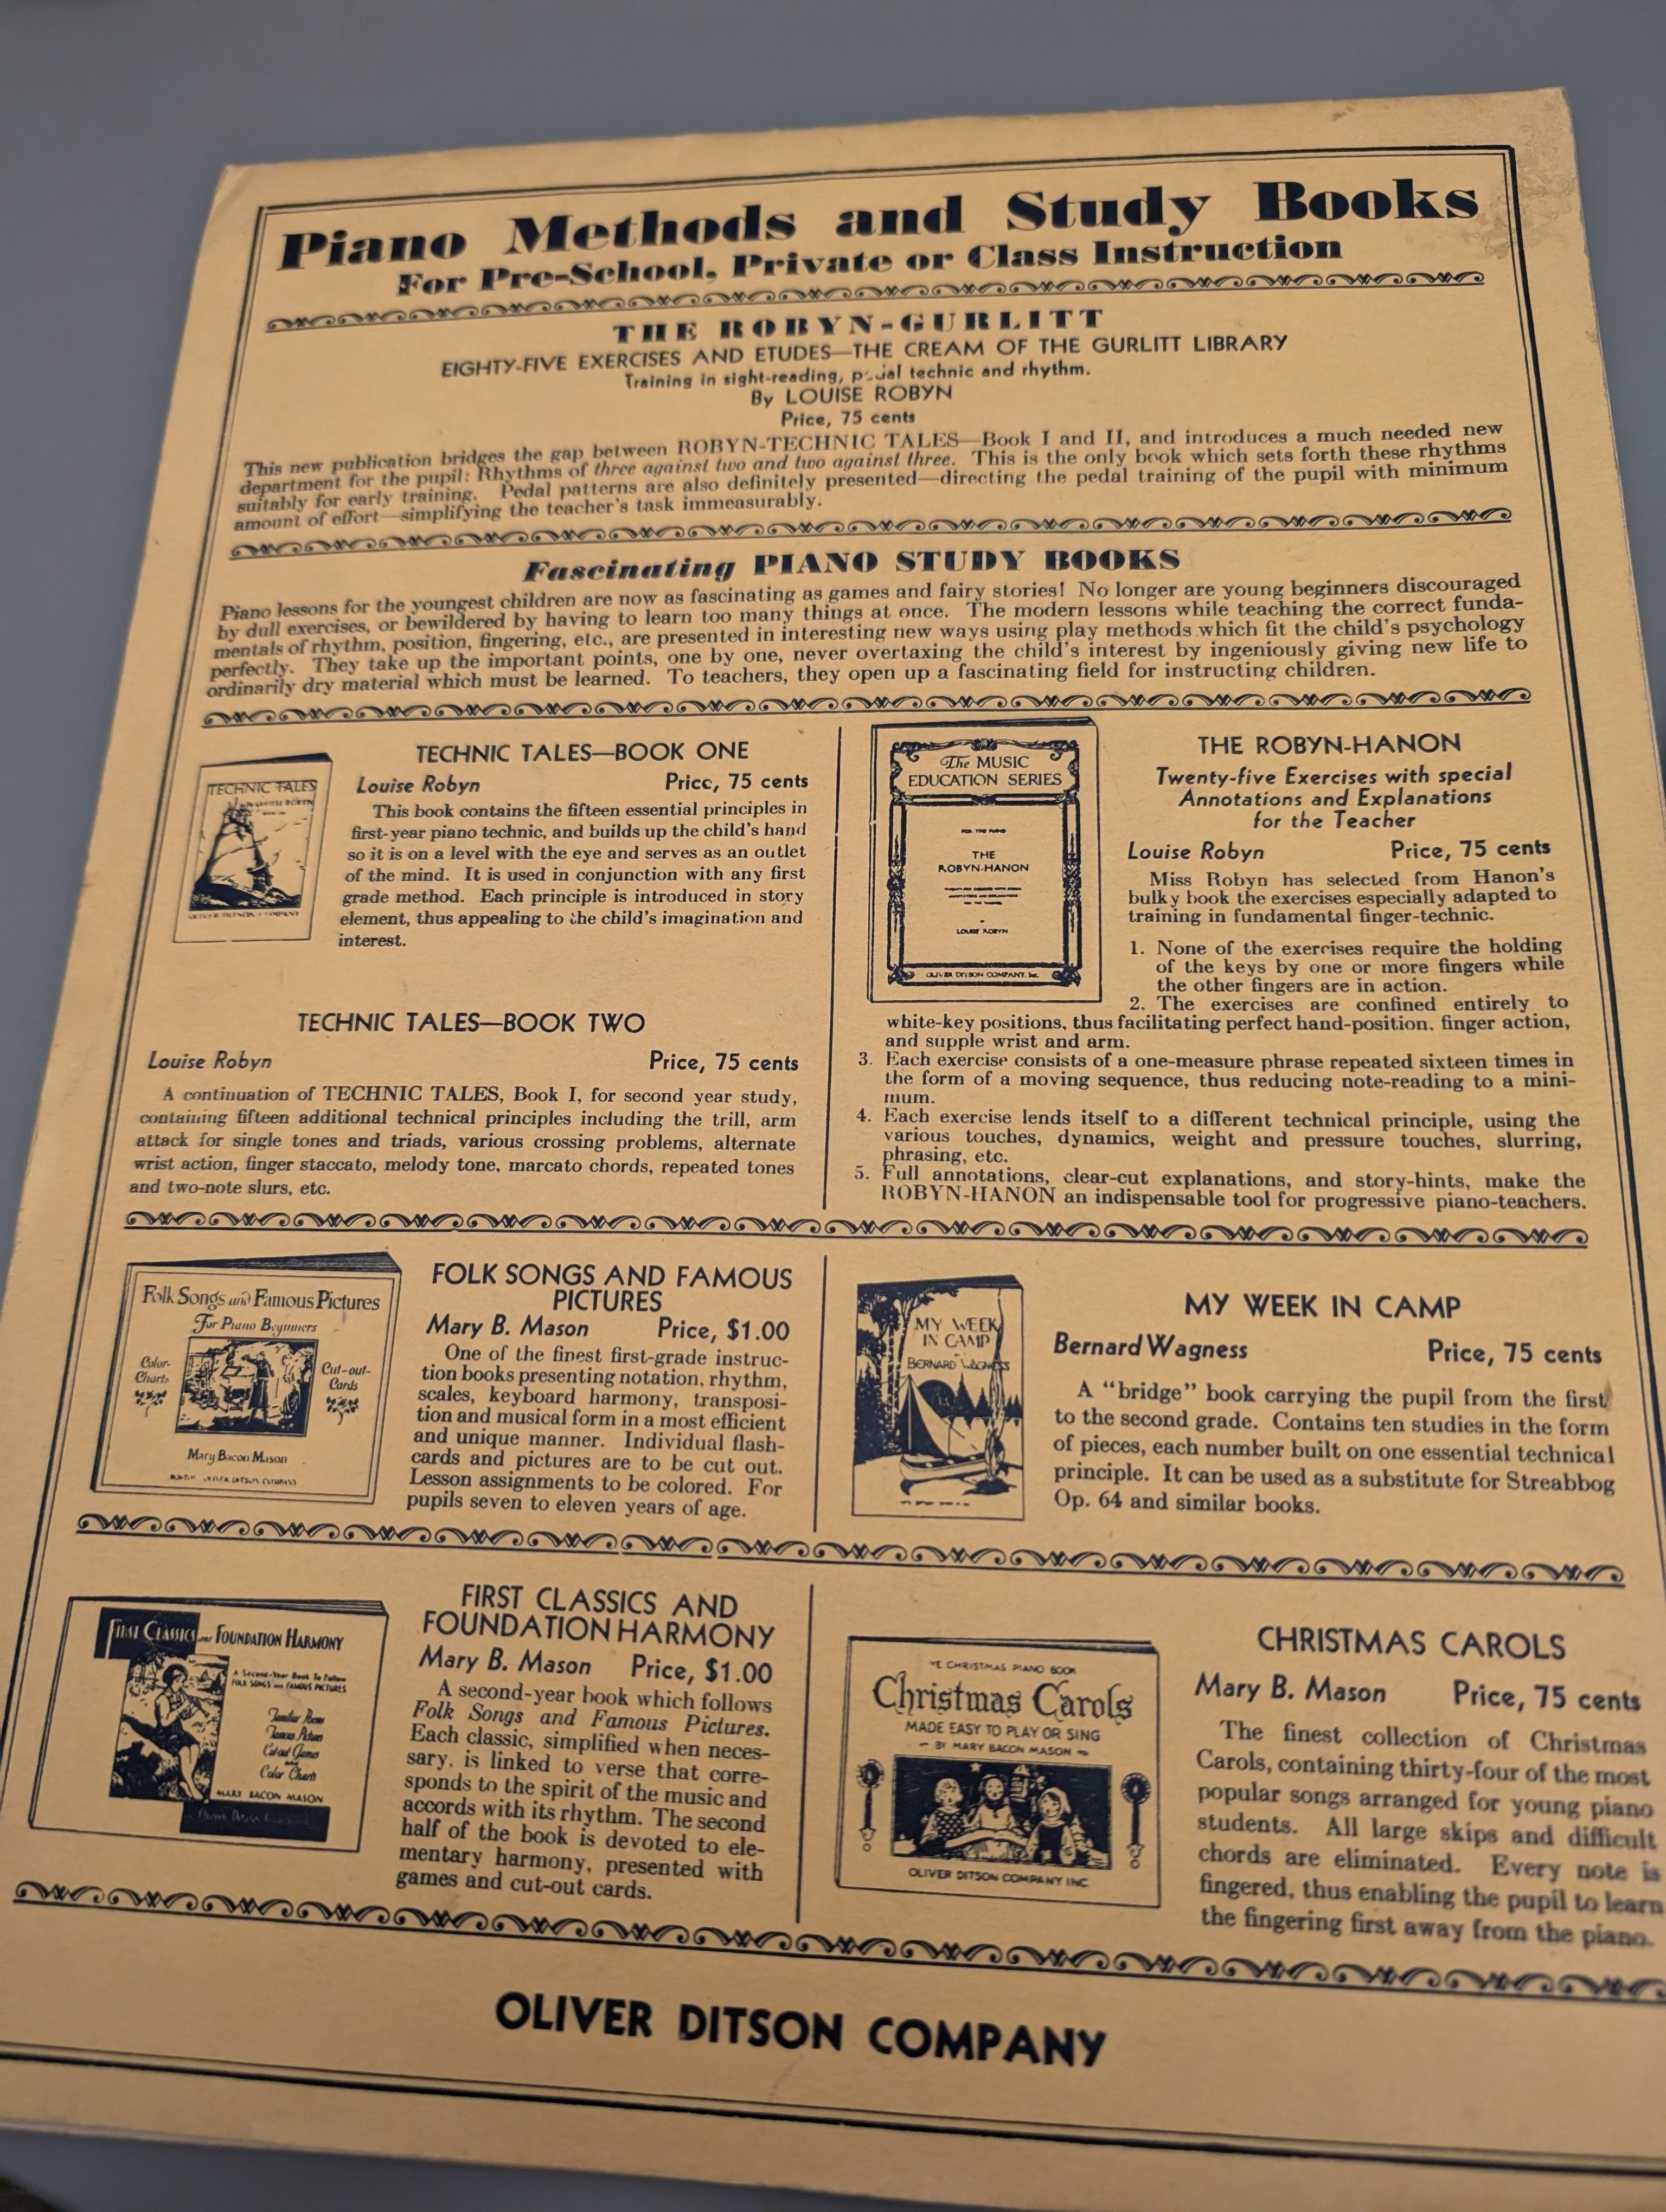 Piano Methods and Study Books
For Pre-School, Private or Class Instruction
THE ROBYN-GURLITT
EIGHTY-FIVE EXERCISES AND ETUDES—THE CREAM OF THE GURLITT LIBRARY
Training in sight-reading, pedal technic and rhythm.
By LOUISE ROBYN
Price, 75 cents
This new publication bridges the gap between ROBYN-TECHNIC TALES—Book I and II, and introduces a much needed new
department for the pupil: Rhythms of three against two and two against three. This is the only book which sets forth these rhythms
suitably for early training. Pedal patterns are also definitely presented—directing the pedal training of the pupil with minimum
amount of effort—simplifying the teacher's task immeasurably.
Fascinating PIANO STUDY BOOKS
Piano lessons for the youngest children are now as fascinating as games and fairy stories! No longer are young beginners discouraged
by dull exercises, or bewildered by having to learn too many things at once. The modern lessons while teaching the correct funda-
mentals of rhythm, position, fingering, etc., are presented in interesting new ways using play methods which fit the child's psychology
perfectly. They take up the important points, one by one, never overtaxing the child's interest by ingeniously giving new life to
ordinarily dry material which must be learned. To teachers, they open up a fascinating field for instructing children.
TECHNIC TALES
LOUISE ROBYN
OLIVER DITSON COMPANY
TECHNIC TALES—BOOK ONE
Louise Robyn Price, 75 cents
This book contains the fifteen essential principles in
first-year piano technic, and builds up the child's hand
so it is on a level with the eye and serves as an outlet
of the mind. It is used in conjunction with any first
grade method. Each principle is introduced in story
element, thus appealing to the child's imagination and
interest.
TECHNIC TALES—BOOK TWO
Louise Robyn Price, 75 cents
A continuation of TECHNIC TALES, Book I, for second year study,
containing fifteen additional technical principles including the trill, arm
attack for single tones and triads, various crossing problems, alternate
wrist action, finger staccato, melody tone, marcato chords, repeated tones
and two-note slurs, etc.
The MUSIC
EDUCATION SERIES
FOR THE PIANO
THE
ROBYN-HANON
LOUISE ROBYN
OLIVER DITSON COMPANY, Inc.
THE ROBYN-HANON
Twenty-five Exercises with special
Annotations and Explanations
for the Teacher
Louise Robyn Price, 75 cents
Miss Robyn has selected from Hanon's
bulky book the exercises especially adapted to
training in fundamental finger-technic.
1. None of the exercises require the holding
of the keys by one or more fingers while
the other fingers are in action.
2. The exercises are confined entirely to
white-key positions, thus facilitating perfect hand-position, finger action,
and supple wrist and arm.
3. Each exercise consists of a one-measure phrase repeated sixteen times in
the form of a moving sequence, thus reducing note-reading to a mini-
mum.
4. Each exercise lends itself to a different technical principle, using the
various touches, dynamics, weight and pressure touches, slurring,
phrasing, etc.
5. Full annotations, clear-cut explanations, and story-hints, make the
ROBYN-HANON an indispensable tool for progressive piano-teachers.
Folk Songs and Famous Pictures
For Piano Beginners
Color-
Charts
Cut-out-
Cards
Mary Bacon Mason
BOSTON OLIVER DITSON COMPANY
FOLK SONGS AND FAMOUS
PICTURES
Mary B. Mason Price, $1.00
One of the finest first-grade instruc-
tion books presenting notation, rhythm,
scales, keyboard harmony, transposi-
tion and musical form in a most efficient
and unique manner. Individual flash-
cards and pictures are to be cut out.
Lesson assignments to be colored. For
pupils seven to eleven years of age.
MY WEEK
IN CAMP
BERNARD WAGNESS
MY WEEK IN CAMP
Bernard Wagness Price, 75 cents
A “bridge” book carrying the pupil from the first
to the second grade. Contains ten studies in the form
of pieces, each number built on one essential technical
principle. It can be used as a substitute for Streabbog
Op. 64 and similar books.
FIRST CLASSICS and FOUNDATION HARMONY
A Second-Year Book To Follow
FOLK SONGS and FAMOUS PICTURES
Familiar Poems
Famous Pictures
Cut-out Games
Color Charts
MARY BACON MASON
FIRST CLASSICS AND
FOUNDATION HARMONY
Mary B. Mason Price, $1.00
A second-year book which follows
Folk Songs and Famous Pictures.
Each classic, simplified when neces-
sary, is linked to verse that corre-
sponds to the spirit of the music and
accords with its rhythm. The second
half of the book is devoted to ele-
mentary harmony, presented with
games and cut-out cards.
YE CHRISTMAS PIANO BOOK
Christmas Carols
MADE EASY TO PLAY OR SING
BY MARY BACON MASON
OLIVER DITSON COMPANY INC
CHRISTMAS CAROLS
Mary B. Mason Price, 75 cents
The finest collection of Christmas
Carols, containing thirty-four of the most
popular songs arranged for young piano
students. All large skips and difficult
chords are eliminated. Every note is
fingered, thus enabling the pupil to learn
the fingering first away from the piano.
OLIVER DITSON COMPANY